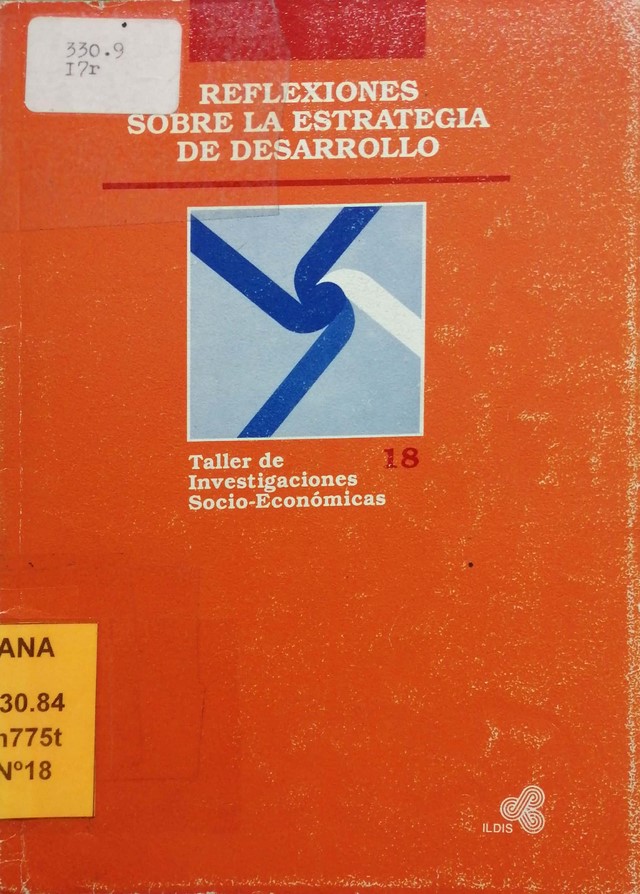 330.9
I7r
REFLEXIONES
SOBRE LA ESTRATEGIA
DE DESARROLLO
Taller de
Investigaciones
Socio-Económicas
18
ANA
30.84
775t
Nº18
ILDIS